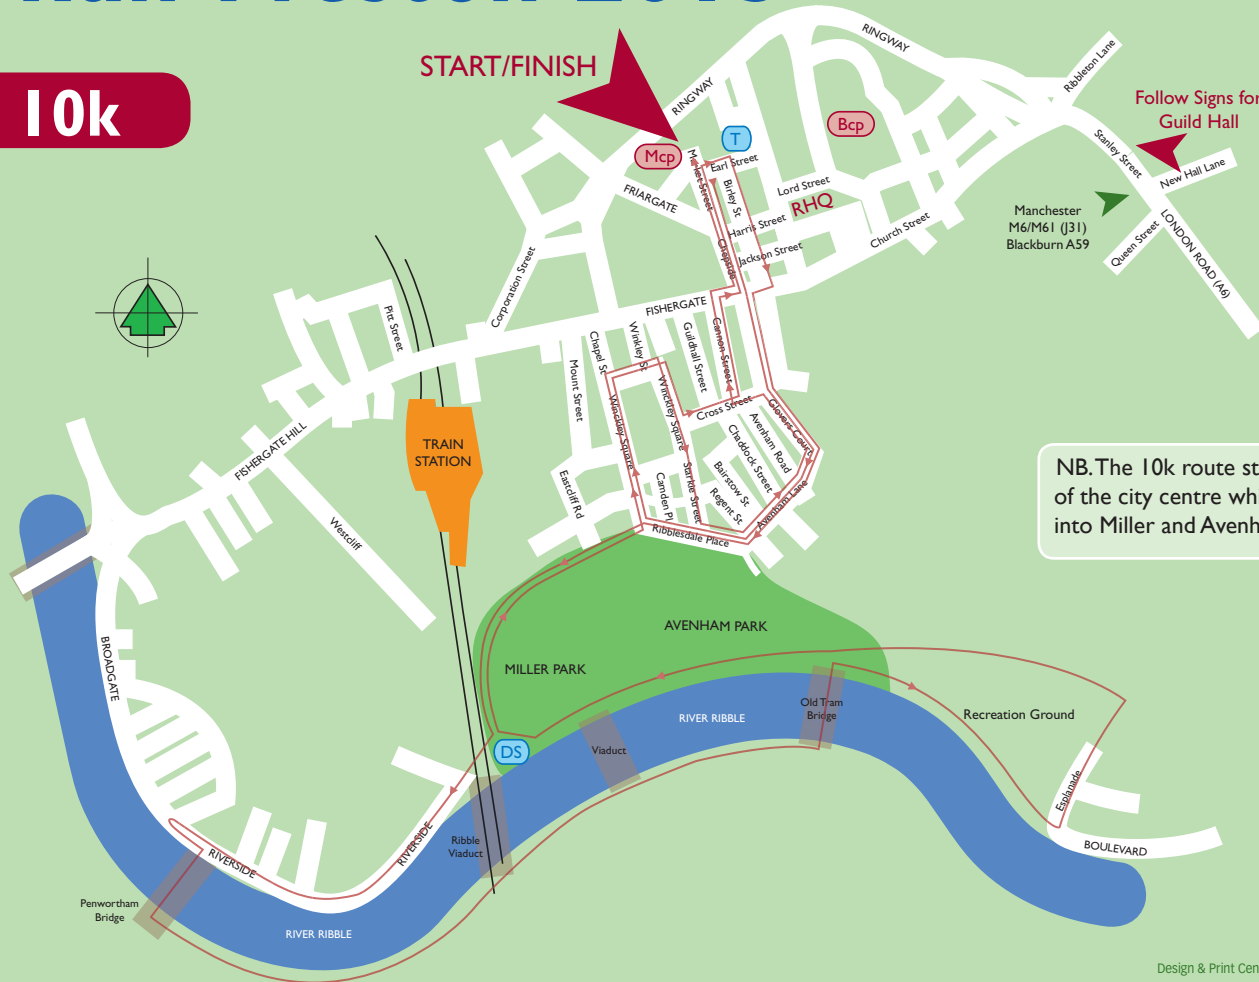 10k
START/FINISH
RINGWAY
RINGWAY
Ribbleton Lane
Follow Signs for
Guild Hall
Stanley Street
New Hall Lane
Manchester
M6/M61 (J31)
Blackburn A59
Queen Street
LONDON ROAD (A6)
Mcp
T
Bcp
Market Street
Earl Street
Birley St
Lord Street
RHQ
Harris Street
Jackson Street
Church Street
FRIARGATE
Chepside
Corporation Street
Pitt Street
FISHERGATE
Chapel St
Winkley St
Guildhall Street
Cannon Street
Mount Street
Winckley Square
Winckley Square
Cross Street
Glovers Court
Avenham Road
Chaddock Street
Bairstow St
Regent St
Starkie Street
Camden Pl
Avenham Lane
Eastcliff Rd
Ribblesdale Place
TRAIN
STATION
FISHERGATE HILL
Westcliff
NB. The 10k route st
of the city centre wh
into Miller and Avenh
AVENHAM PARK
MILLER PARK
BROADGATE
RIVER RIBBLE
Old Tram
Bridge
Recreation Ground
Viaduct
DS
Esplanade
BOULEVARD
RIVERSIDE
Ribble
Viaduct
RIVERSIDE
Penwortham
Bridge
RIVER RIBBLE
Design & Print Cen